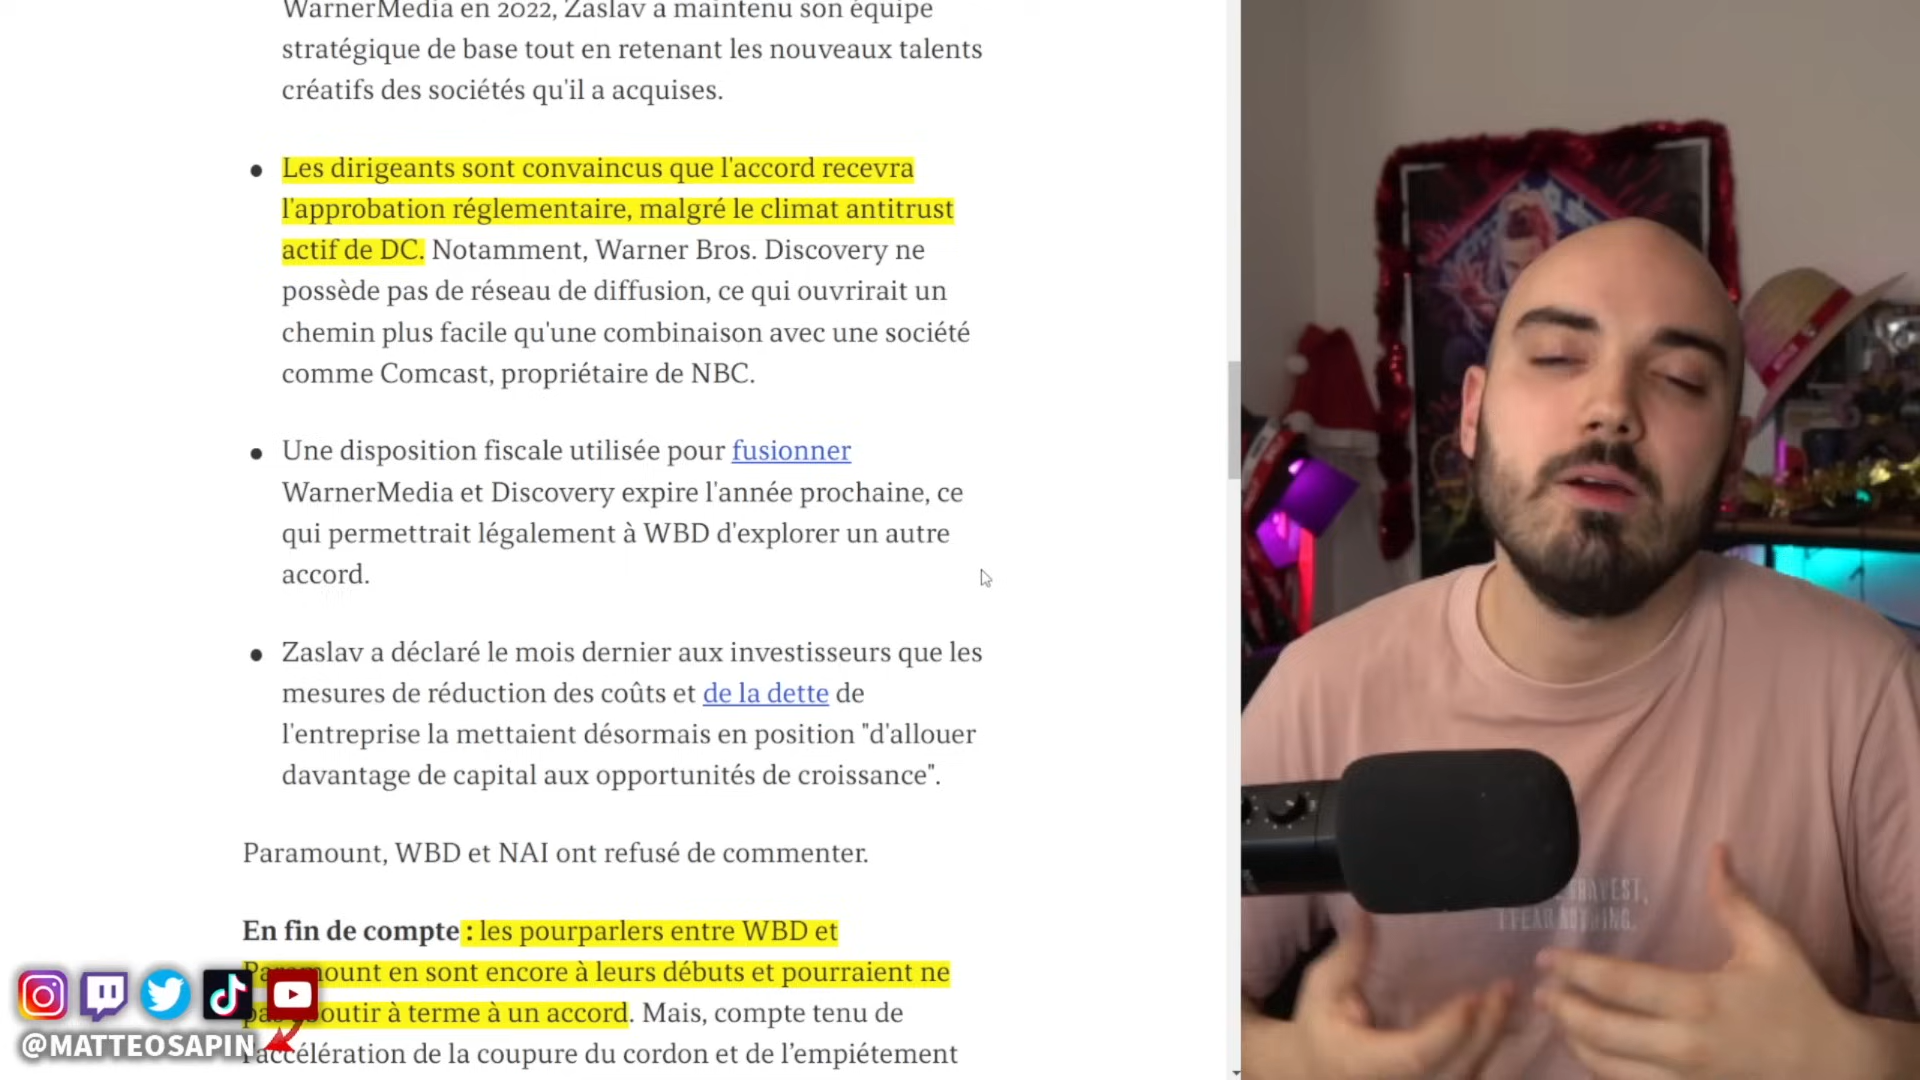 WarnerMedia en 2022, Zaslav a maintenu son équipe
stratégique de base tout en retenant les nouveaux talents
créatifs des sociétés qu'il a acquises.
Les dirigeants sont convaincus que l'accord recevra
l'approbation réglementaire, malgré le climat antitrust
actif de DC. Notamment, Warner Bros. Discovery ne
possède pas de réseau de diffusion, ce qui ouvrirait un
chemin plus facile qu'une combinaison avec une société
comme Comcast, propriétaire de NBC.
Une disposition fiscale utilisée pour fusionner
WarnerMedia et Discovery expire l'année prochaine, ce
qui permettrait légalement à WBD d'explorer un autre
accord.
Zaslav a déclaré le mois dernier aux investisseurs que les
mesures de réduction des coûts et de la dette de
l'entreprise la mettaient désormais en position "d'allouer
davantage de capital aux opportunités de croissance".
Paramount, WBD et NAI ont refusé de commenter.
En fin de compte : les pourparlers entre WBD et
Paramount en sont encore à leurs débuts et pourraient ne
pas aboutir à terme à un accord. Mais, compte tenu de
l'accélération de la coupure du cordon et de l'empiétement
@MATTEOSAPIN